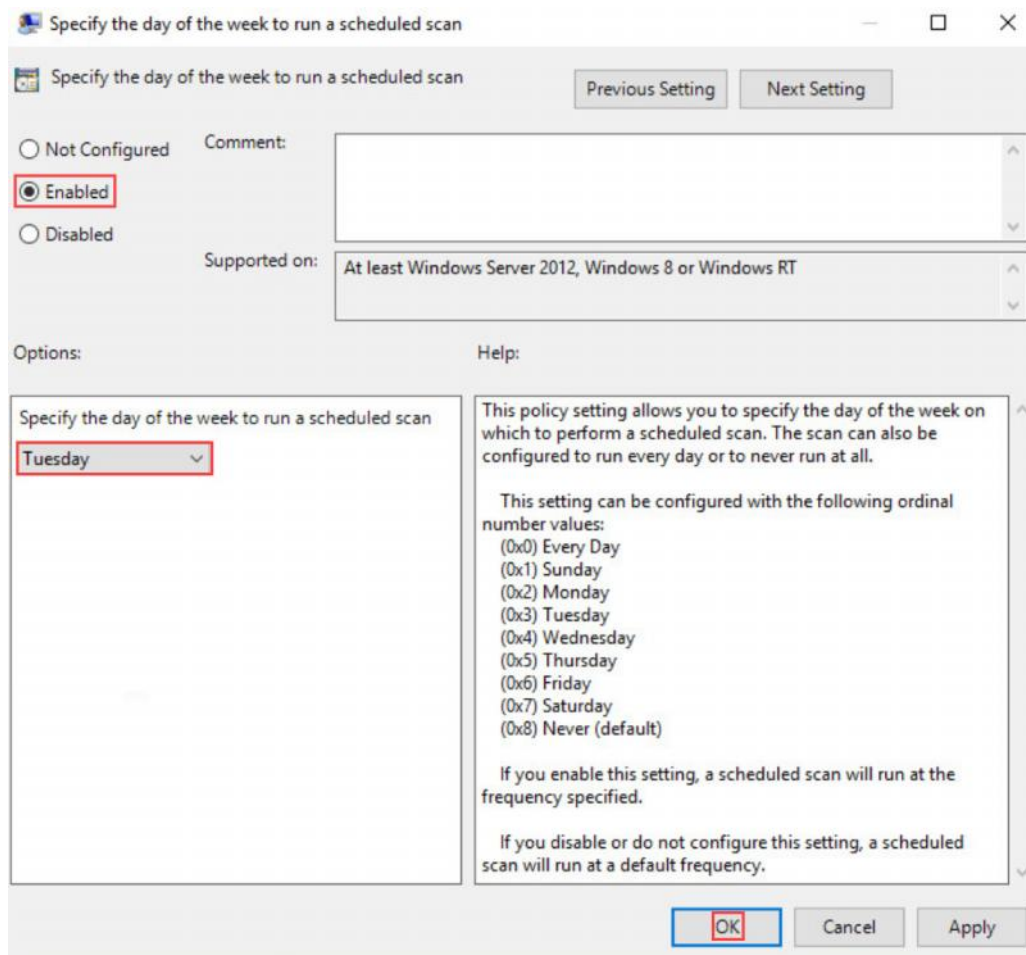 Specify the day of the week to run a scheduled scan
Specify the day of the week to run a scheduled scan
Previous Setting
Next Setting
Not Configured
Comment:
Enabled
Disabled
Supported on:
At least Windows Server 2012, Windows 8 or Windows RT
Options:
Help:
Specify the day of the week to run a scheduled scan
Tuesday
This policy setting allows you to specify the day of the week on
which to perform a scheduled scan. The scan can also be
configured to run every day or to never run at all.
This setting can be configured with the following ordinal
number values:
(0x0) Every Day
(0x1) Sunday
(0x2) Monday
(0x3) Tuesday
(0x4) Wednesday
(0x5) Thursday
(0x6) Friday
(0x7) Saturday
(0x8) Never (default)
If you enable this setting, a scheduled scan will run at the
frequency specified.
If you disable or do not configure this setting, a scheduled
scan will run at a default frequency.
OK
Cancel
Apply